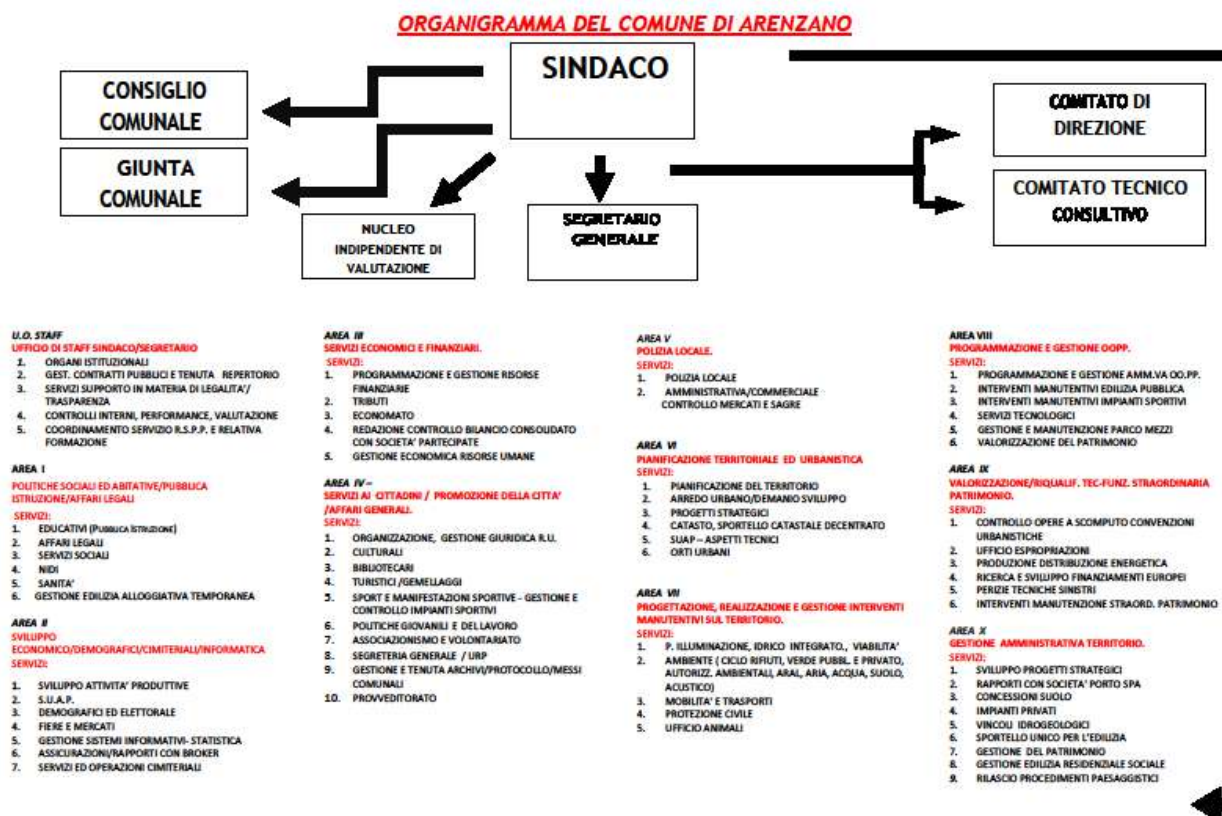 ORGANIGRAMMA DEL COMUNE DI ARENZANO
SINDACO
CONSIGLIO
COMUNALE
GIUNTA
COMUNALE
NUCLEO
INDIPENDENTE DI
VALUTAZIONE
SEGRETARIO
GENERALE
COMITATO DI
DIREZIONE
COMITATO TECNICO
CONSULTIVO
U.O. STAFF
UFFICIO DI STAFF SINDACO/SEGRETARIO
1. ORGANI ISTITUZIONALI
2. GEST. CONTRATTI PUBBLICI E TENUTA REPERTORIO
3. SERVIZI SUPPORTO IN MATERIA DI LEGALITA'/
TRASPARENZA
4. CONTROLLI INTERNI, PERFORMANCE, VALUTAZIONE
5. COORDINAMENTO SERVIZIO R.S.P.P. E RELATIVA
FORMAZIONE
AREA I
POLITICHE SOCIALI ED ABITATIVE/PUBBLICA
ISTRUZIONE/AFFARI LEGALI
SERVIZI:
1. EDUCATIVI (PUBBLICA ISTRUZIONE)
2. AFFARI LEGALI
3. SERVIZI SOCIALI
4. NIDI
5. SANITA'
6. GESTIONE EDILIZIA ALLOGGIATIVA TEMPORANEA
AREA II
SVILUPPO
ECONOMICO/DEMOGRAFICI/CIMITERIALI/INFORMATICA
SERVIZI:
1. SVILUPPO ATTIVITA' PRODUTTIVE
2. S.U.A.P.
3. DEMOGRAFICI ED ELETTORALE
4. FIERE E MERCATI
5. GESTIONE SISTEMI INFORMATIVI- STATISTICA
6. ASSICURAZIONI/RAPPORTI CON BROKER
7. SERVIZI ED OPERAZIONI CIMITERIALI
AREA III
SERVIZI ECONOMICI E FINANZIARI.
SERVIZI:
1. PROGRAMMAZIONE E GESTIONE RISORSE
FINANZIARIE
2. TRIBUTI
3. ECONOMATO
4. REDAZIONE CONTROLLO BILANCIO CONSOLIDATO
CON SOCIETA' PARTECIPATE
5. GESTIONE ECONOMICA RISORSE UMANE
AREA IV –
SERVIZI AI CITTADINI / PROMOZIONE DELLA CITTA'
/AFFARI GENERALI.
SERVIZI:
1. ORGANIZZAZIONE, GESTIONE GIURIDICA R.U.
2. CULTURALI
3. BIBLIOTECARI
4. TURISTICI /GEMELLAGGI
5. SPORT E MANIFESTAZIONI SPORTIVE - GESTIONE E
CONTROLLO IMPIANTI SPORTIVI
6. POLITICHE GIOVANILI E DEL LAVORO
7. ASSOCIAZIONISMO E VOLONTARIATO
8. SEGRETERIA GENERALE / URP
9. GESTIONE E TENUTA ARCHIVI/PROTOCOLLO/MESSI
COMUNALI
10. PROVVEDITORATO
AREA V
POLIZIA LOCALE.
SERVIZI:
1. POLIZIA LOCALE
2. AMMINISTRATIVA/COMMERCIALE
CONTROLLO MERCATI E SAGRE
AREA VI
PIANIFICAZIONE TERRITORIALE ED URBANISTICA
SERVIZI:
1. PIANIFICAZIONE DEL TERRITORIO
2. ARREDO URBANO/DEMANIO SVILUPPO
3. PROGETTI STRATEGICI
4. CATASTO, SPORTELLO CATASTALE DECENTRATO
5. SUAP – ASPETTI TECNICI
6. ORTI URBANI
AREA VII
PROGETTAZIONE, REALIZZAZIONE E GESTIONE INTERVENTI
MANUTENTIVI SUL TERRITORIO.
SERVIZI:
1. P. ILLUMINAZIONE, IDRICO INTEGRATO., VIABILITA'
2. AMBIENTE ( CICLO RIFIUTI, VERDE PUBBL. E PRIVATO,
AUTORIZZ. AMBIENTALI, ARAL, ARIA, ACQUA, SUOLO,
ACUSTICO)
3. MOBILITA' E TRASPORTI
4. PROTEZIONE CIVILE
5. UFFICIO ANIMALI
AREA VIII
PROGRAMMAZIONE E GESTIONE OOPP.
SERVIZI:
1. PROGRAMMAZIONE E GESTIONE AMM.VA OO.PP.
2. INTERVENTI MANUTENTIVI EDILIZIA PUBBLICA
3. INTERVENTI MANUTENTIVI IMPIANTI SPORTIVI
4. SERVIZI TECNOLOGICI
5. GESTIONE E MANUTENZIONE PARCO MEZZI
6. VALORIZZAZIONE DEL PATRIMONIO
AREA IX
VALORIZZAZIONE/RIQUALIF. TEC-FUNZ. STRAORDINARIA
PATRIMONIO.
SERVIZI:
1. CONTROLLO OPERE A SCOMPUTO CONVENZIONI
URBANISTICHE
2. UFFICIO ESPROPRIAZIONI
3. PRODUZIONE DISTRIBUZIONE ENERGETICA
4. RICERCA E SVILUPPO FINANZIAMENTI EUROPEI
5. PERIZIE TECNICHE SINISTRI
6. INTERVENTI MANUTENZIONE STRAORD. PATRIMONIO
AREA X
GESTIONE AMMINISTRATIVA TERRITORIO.
SERVIZI:
1. SVILUPPO PROGETTI STRATEGICI
2. RAPPORTI CON SOCIETA' PORTO SPA
3. CONCESSIONI SUOLO
4. IMPIANTI PRIVATI
5. VINCOLI IDROGEOLOGICI
6. SPORTELLO UNICO PER L'EDILIZIA
7. GESTIONE DEL PATRIMONIO
8. GESTIONE EDILIZIA RESIDENZIALE SOCIALE
9. RILASCIO PROCEDIMENTI PAESAGGISTICI